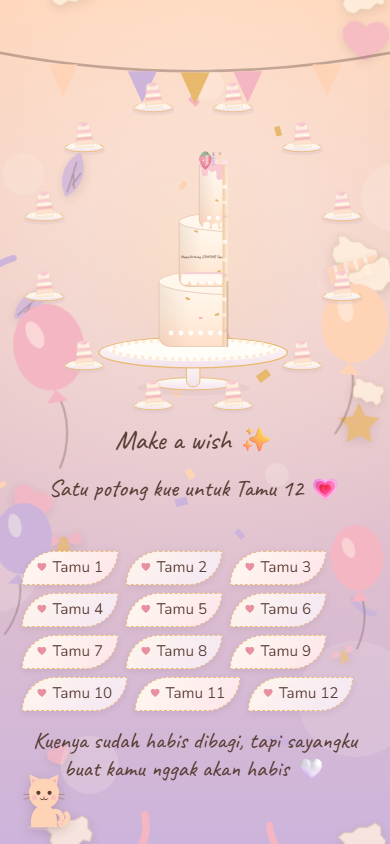 Make a wish ✨
Satu potong kue untuk Tamu 12 💗
Tamu 1
Tamu 2
Tamu 3
Tamu 4
Tamu 5
Tamu 6
Tamu 7
Tamu 8
Tamu 9
Tamu 10
Tamu 11
Tamu 12
Kuenya sudah habis dibagi, tapi sayangku
buat kamu nggak akan habis 🤍